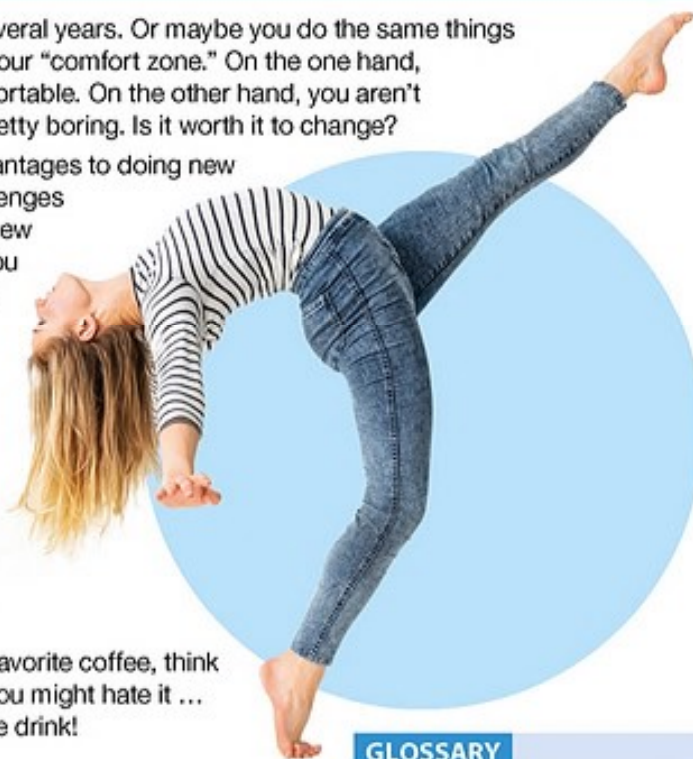 veral years. Or maybe you do the same things
our “comfort zone.” On the one hand,
ortable. On the other hand, you aren’t
etty boring. Is it worth it to change?
antages to doing new
enges
ew
ou
avorite coffee, think
ou might hate it …
e drink!
GLOSSARY